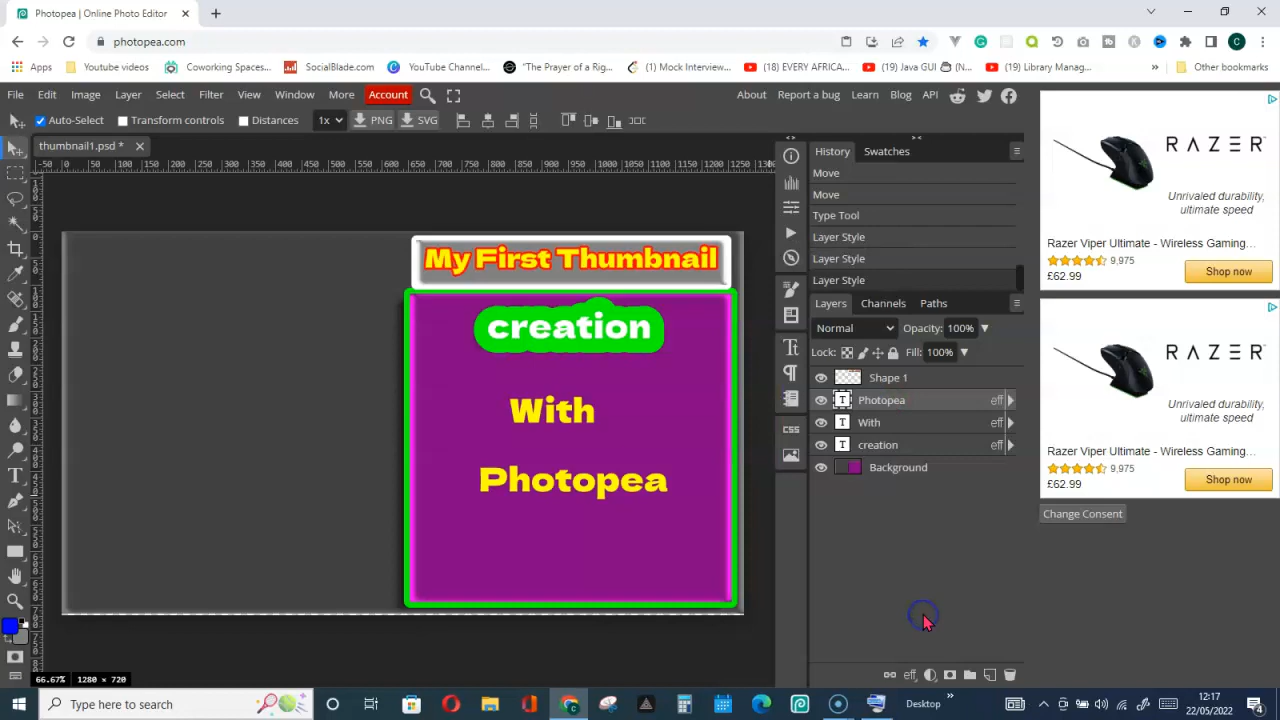 Photopea | Online Photo Editor
photopea.com
Apps
Youtube videos
Coworking Spaces...
SocialBlade.com
YouTube Channel...
"The Prayer of a Rig...
(1) Mock Interview...
(18) EVERY AFRICA...
(19) Java GUI
(N...
(19) Library Manag...
»
Other bookmarks
File Edit Image Layer Select Filter View Window More Account
About Report a bug Learn Blog API
Auto-Select Transform controls Distances 1x PNG SVG
thumbnail1.psd *
History Swatches
Move
Move
Type Tool
Layer Style
Layer Style
Layer Style
Layers Channels Paths
Normal Opacity: 100%
Lock: Fill: 100%
Shape 1
Photopea eff
With eff
creation eff
Background
CSS
eff
My First Thumbnail
creation
With
Photopea
66.67% 1280 × 720
RAZER
Unrivaled durability,
ultimate speed
Razer Viper Ultimate - Wireless Gaming...
9,975
£62.99
Shop now
RAZER
Unrivaled durability,
ultimate speed
Razer Viper Ultimate - Wireless Gaming...
9,975
£62.99
Shop now
Change Consent
Type here to search
Desktop
»
12:17
22/05/2022